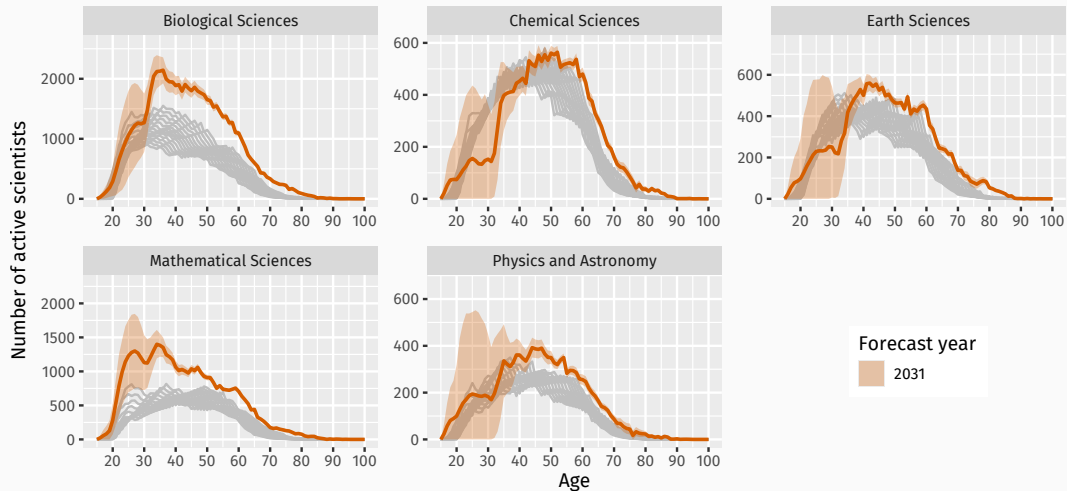 Biological Sciences
Chemical Sciences
Earth Sciences
2000
1000
0
20 30 40 50 60 70 80 90 100
600
400
200
0
20 30 40 50 60 70 80 90 100
600
400
200
0
20 30 40 50 60 70 80 90 100
Number of active scientists
Mathematical Sciences
Physics and Astronomy
2000
1500
1000
500
0
20 30 40 50 60 70 80 90 100
600
400
200
0
20 30 40 50 60 70 80 90 100
Age
Forecast year
2031